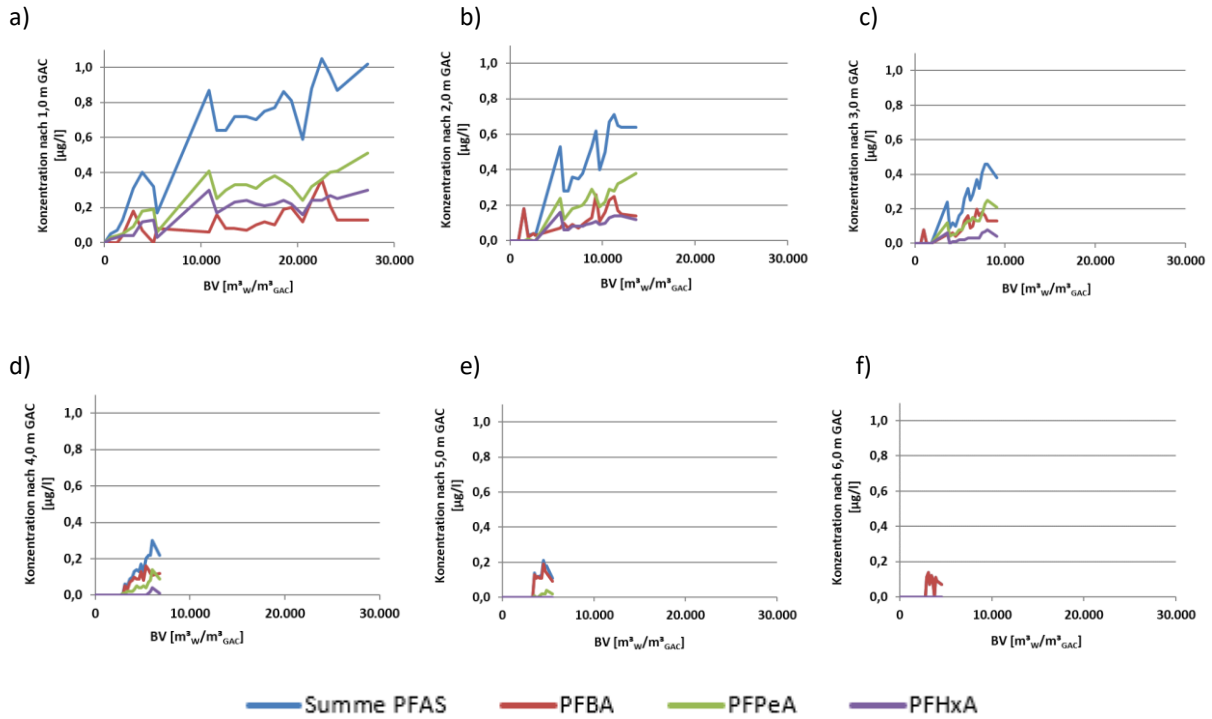 a)
Konzentration nach 1,0 m GAC
[µg/l]
1,0
0,8
0,6
0,4
0,2
0,0
0 10.000 20.000 30.000
BV [m³W/m³GAC]
b)
Konzentration nach 2,0 m GAC
[µg/l]
1,0
0,8
0,6
0,4
0,2
0,0
0 10.000 20.000 30.000
BV [m³W/m³GAC]
c)
Konzentration nach 3,0 m GAC
[µg/l]
1,0
0,8
0,6
0,4
0,2
0,0
0 10.000 20.000 30.000
BV [m³W/m³GAC]
d)
Konzentration nach 4,0 m GAC
[µg/l]
1,0
0,8
0,6
0,4
0,2
0,0
0 10.000 20.000 30.000
BV [m³W/m³GAC]
e)
Konzentration nach 5,0 m GAC
[µg/l]
1,0
0,8
0,6
0,4
0,2
0,0
0 10.000 20.000 30.000
BV [m³W/m³GAC]
f)
Konzentration nach 6,0 m GAC
[µg/l]
1,0
0,8
0,6
0,4
0,2
0,0
0 10.000 20.000 30.000
BV [m³W/m³GAC]
Summe PFAS PFBA PFPeA PFHxA